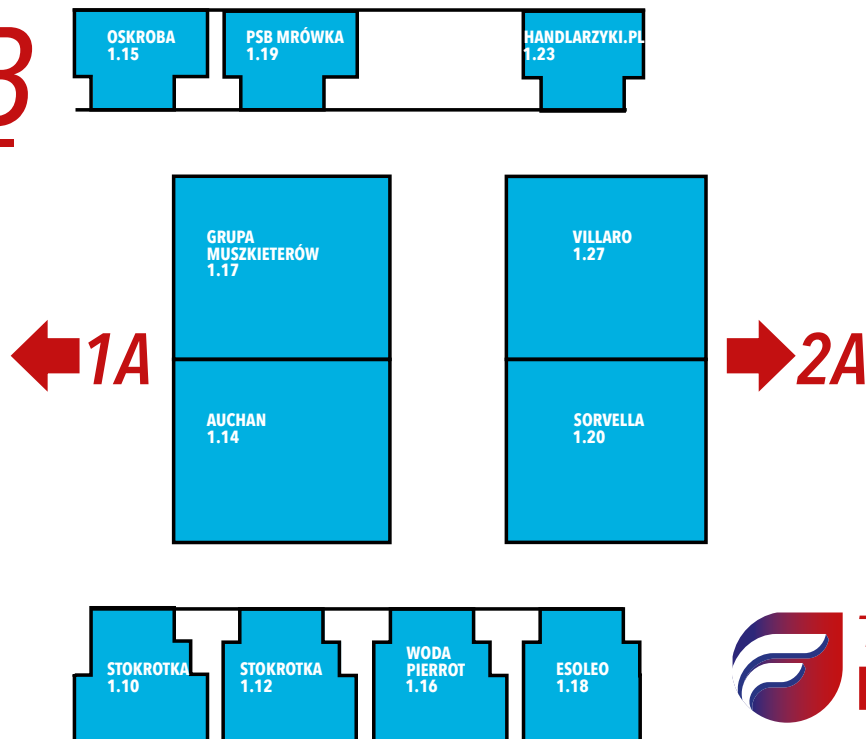 B
OSKROBA
1.15
PSB MRÓWKA
1.19
HANDLARZYKI.PL
1.23
GRUPA
MUSZKIETERÓW
1.17
VILLARO
1.27
1A
2A
AUCHAN
1.14
SORVELLA
1.20
STOKROTKA
1.10
STOKROTKA
1.12
WODA
PIERROT
1.16
ESOLEO
1.18